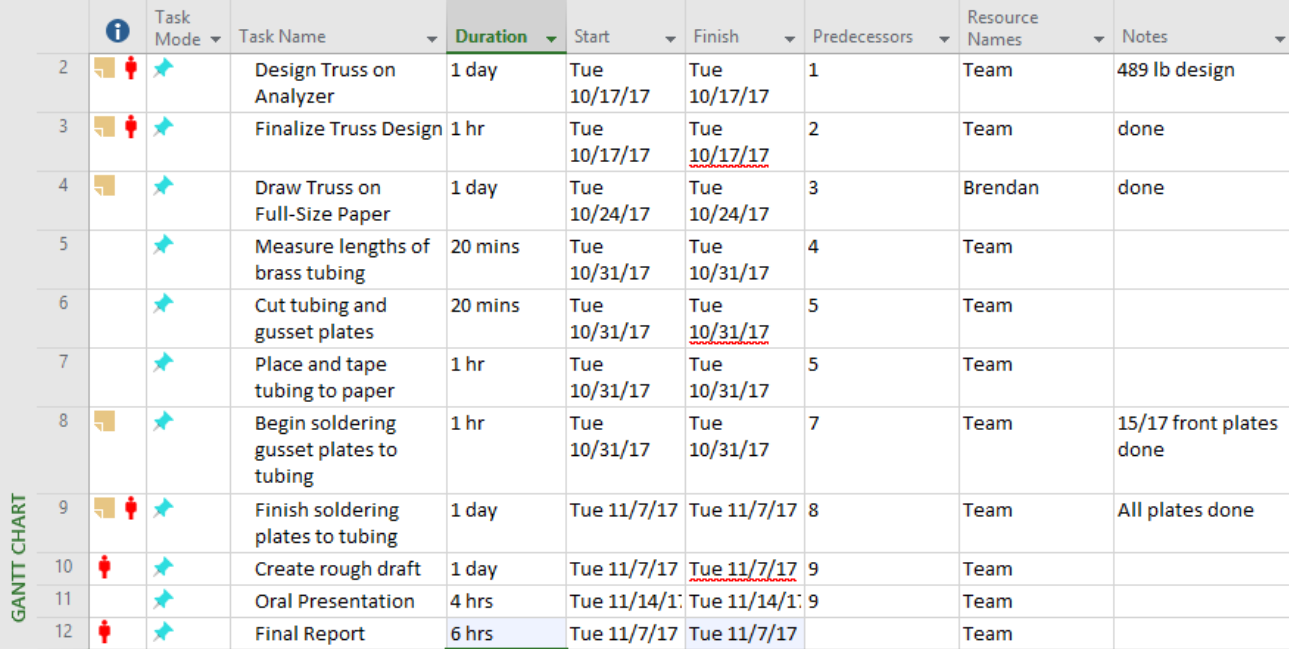 Task Mode Task Name Duration Start Finish Predecessors Resource Names Notes
2 Design Truss on Analyzer 1 day Tue 10/17/17 Tue 10/17/17 1 Team 489 lb design
3 Finalize Truss Design 1 hr Tue 10/17/17 Tue 10/17/17 2 Team done
4 Draw Truss on Full-Size Paper 1 day Tue 10/24/17 Tue 10/24/17 3 Brendan done
5 Measure lengths of brass tubing 20 mins Tue 10/31/17 Tue 10/31/17 4 Team
6 Cut tubing and gusset plates 20 mins Tue 10/31/17 Tue 10/31/17 5 Team
7 Place and tape tubing to paper 1 hr Tue 10/31/17 Tue 10/31/17 5 Team
8 Begin soldering gusset plates to tubing 1 hr Tue 10/31/17 Tue 10/31/17 7 Team 15/17 front plates done
9 Finish soldering plates to tubing 1 day Tue 11/7/17 Tue 11/7/17 8 Team All plates done
10 Create rough draft 1 day Tue 11/7/17 Tue 11/7/17 9 Team
11 Oral Presentation 4 hrs Tue 11/14/1 Tue 11/14/1 9 Team
12 Final Report 6 hrs Tue 11/7/17 Tue 11/7/17 Team
GANTT CHART